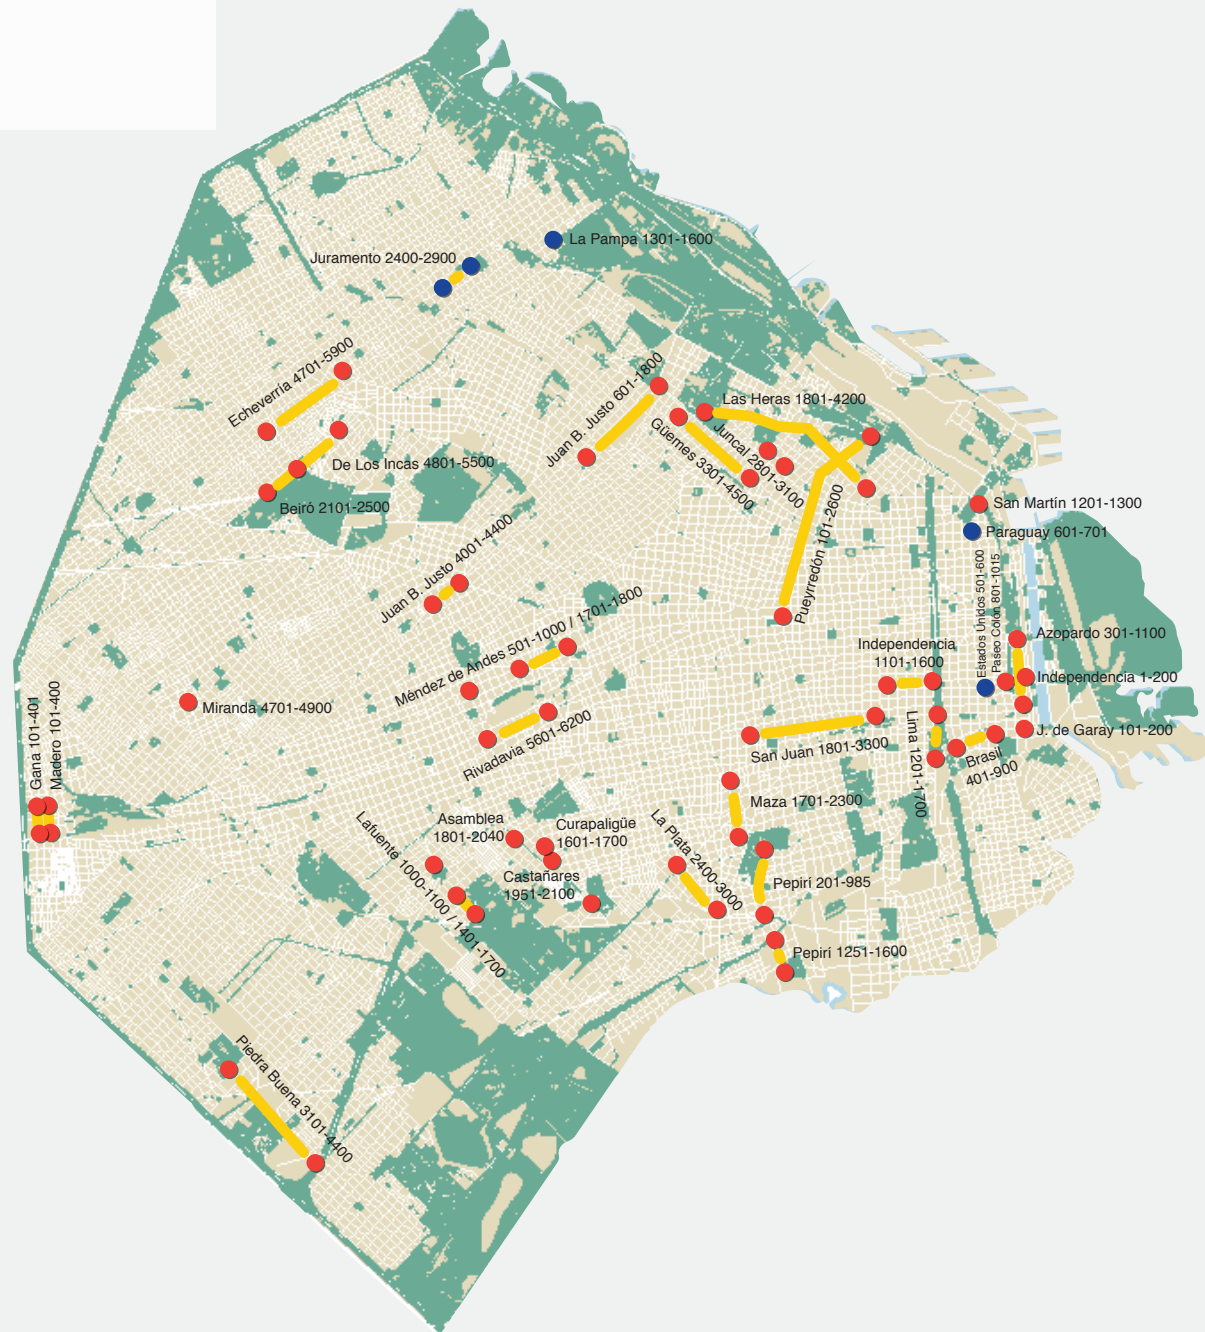 La Pampa 1301-1600
Juramento 2400-2900
Echeverría 4701-5900
Juan B. Justo 601-1800
Las Heras 1801-4200
Güemes 3301-4500
Juncal 2801-3100
De Los Incas 4801-5500
Beiró 2101-2500
Pueyrredón 101-2600
San Martín 1201-1300
Paraguay 601-701
Juan B. Justo 4001-4400
Estados Unidos 501-600
Paseo Colon 801-1015
Méndez de Andes 501-1000 / 1701-1800
Azopardo 301-1100
Independencia
1101-1600
Independencia 1-200
Gana 101-401
Madero 101-400
Miranda 4701-4900
Rivadavia 5601-6200
San Juan 1801-3300
Lima 1201-1700
J. de Garay 101-200
Brasil
401-900
Maza 1701-2300
Asamblea
1801-2040
Curapaligüe
1601-1700
Lafuente 1000-1100 / 1401-1700
La Plata 2400-3000
Castañares
1951-2100
Pepirí 201-985
Pepirí 1251-1600
Piedra Buena 3101-4400